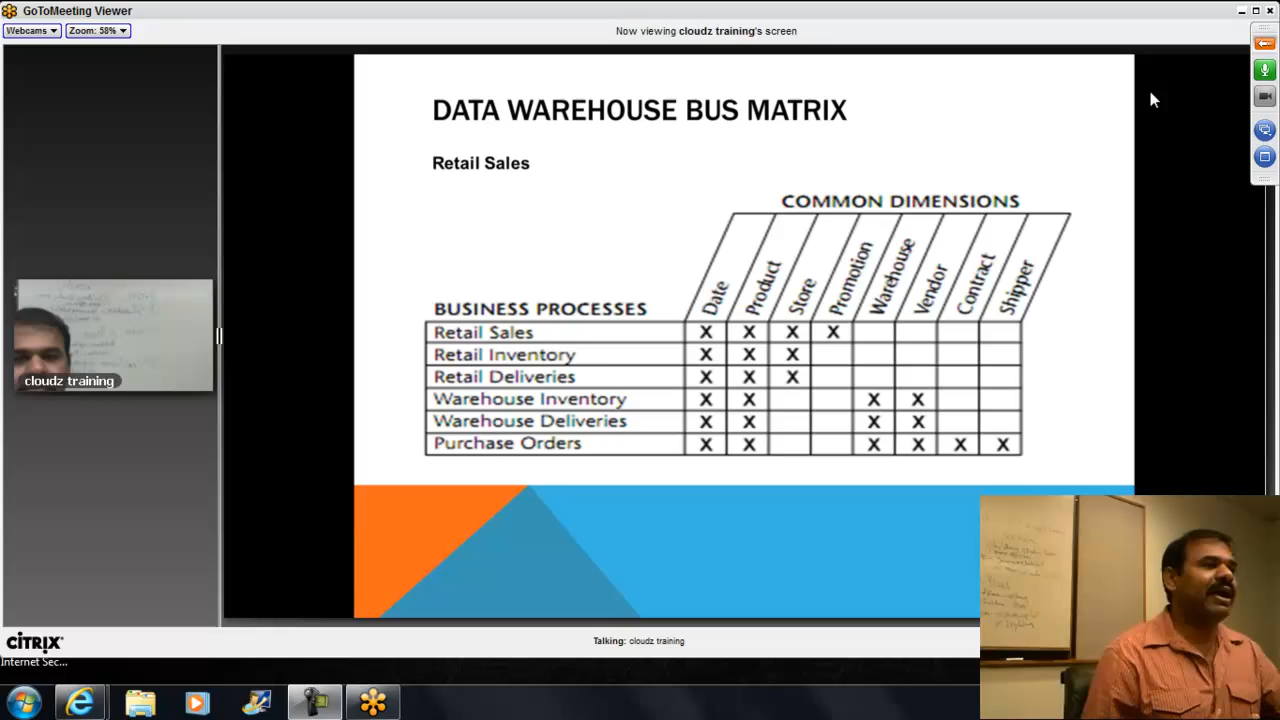 GoToMeeting Viewer
Webcams Zoom: 58% Now viewing cloudz training's screen
DATA WAREHOUSE BUS MATRIX
Retail Sales
COMMON DIMENSIONS
BUSINESS PROCESSES Date Product Store Promotion Warehouse Vendor Contract Shipper
Retail Sales X X X X
Retail Inventory X X X
Retail Deliveries X X X
Warehouse Inventory X X X X
Warehouse Deliveries X X X X
Purchase Orders X X X X X X
cloudz training
CİTRIX
Talking: cloudz training
Internet Sec...